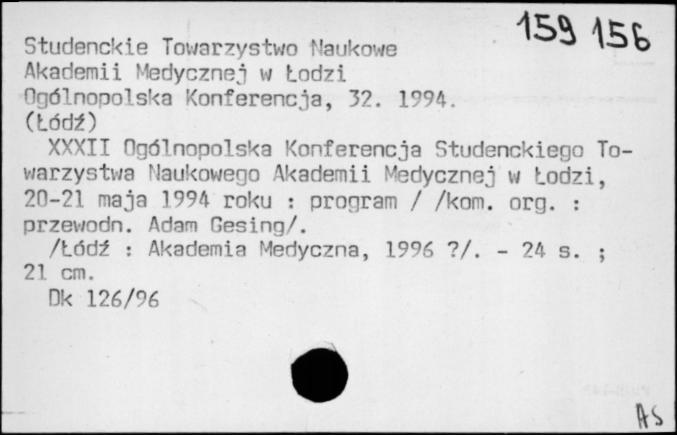 159 156
Studenckie Towarzystwo Naukowe
Akademii Medycznej w Łodzi
Ogólnopolska Konferencja, 32. 1994.
(Łódź)
XXXII Ogólnopolska Konferencja Studenckiego To-
warzystwa Naukowego Akademii Medycznej w Łodzi,
20-21 maja 1994 roku : program / /kom. org. :
przewodn. Adam Gesing/.
/Łódź : Akademia Medyczna, 1996 ?/. - 24 s. ;
21 cm.
Dk 126/96
AS